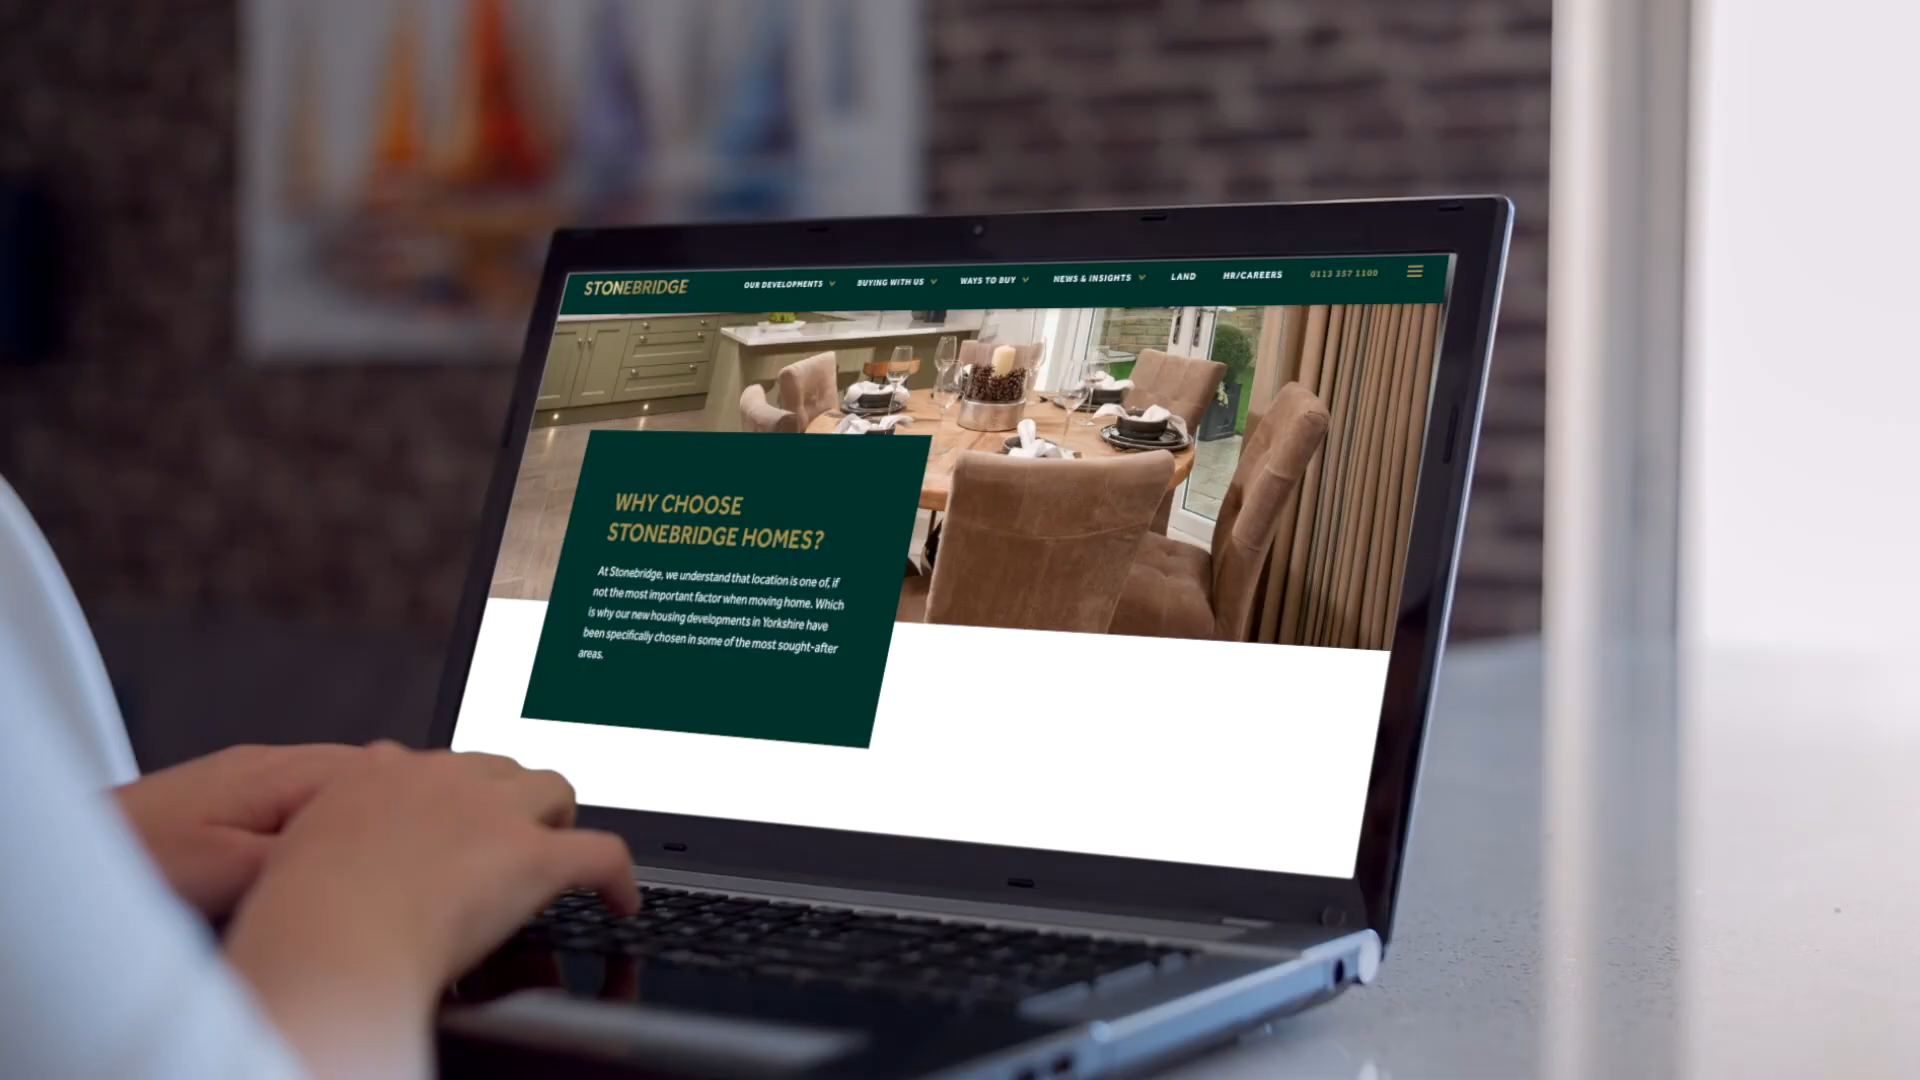 STONEBRIDGE
OUR DEVELOPMENTS
BUYING WITH US
WAYS TO BUY
NEWS & INSIGHTS
LAND
HR/CAREERS
0113 357 1100
WHY CHOOSE
STONEBRIDGE HOMES?
At Stonebridge, we understand that location is one of, if
not the most important factor when moving home. Which
is why our new housing developments in Yorkshire have
been specifically chosen in some of the most sought-after
areas.